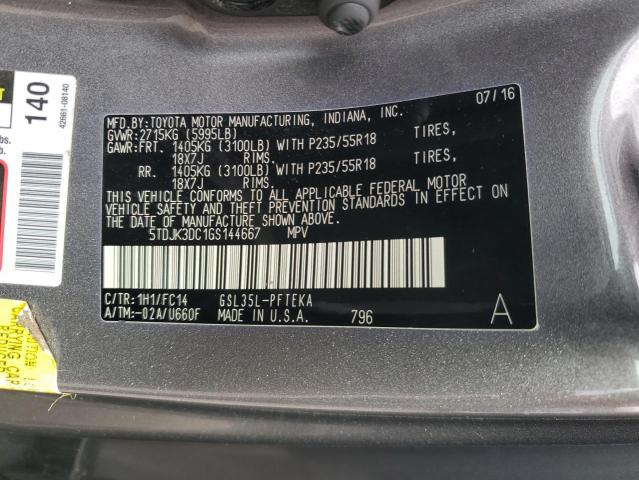 MFD.BY:TOYOTA MOTOR MANUFACTURING, INDIANA, INC. 07/16
GVWR:2715KG (5995LB)
GAWR:FRT. 1405KG (3100LB) WITH P235/55R18 TIRES,
18X7J RIMS.
RR. 1405KG (3100LB) WITH P235/55R18 TIRES,
18X7J RIMS.
THIS VEHICLE CONFORMS TO ALL APPLICABLE FEDERAL MOTOR
VEHICLE SAFETY AND THEFT PREVENTION STANDARDS IN EFFECT ON
THE DATE OF MANUFACTURE SHOWN ABOVE.
5TDJK3DC1GS144667 MPV
C/TR:1H1/FC14 GSL35L-PFTEKA
A/TM:-02A/U660F MADE IN U.S.A. 796 A
140
42661-08140
lbs.